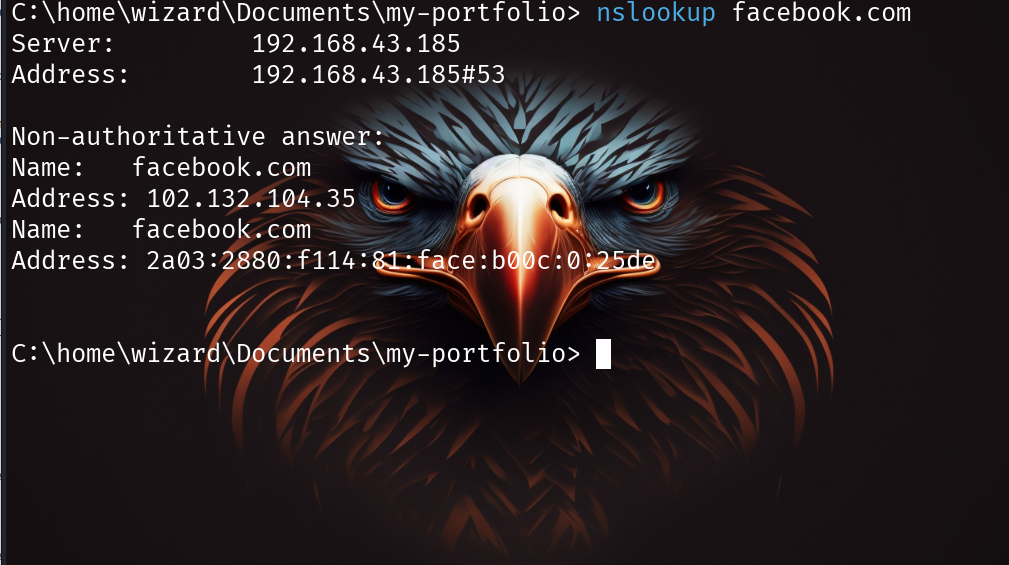 C:\home\wizard\Documents\my-portfolio> nslookup facebook.com
Server:         192.168.43.185
Address:        192.168.43.185#53
Non-authoritative answer:
Name:   facebook.com
Address: 102.132.104.35
Name:   facebook.com
Address: 2a03:2880:f114:81:face:b00c:0:25de
C:\home\wizard\Documents\my-portfolio>